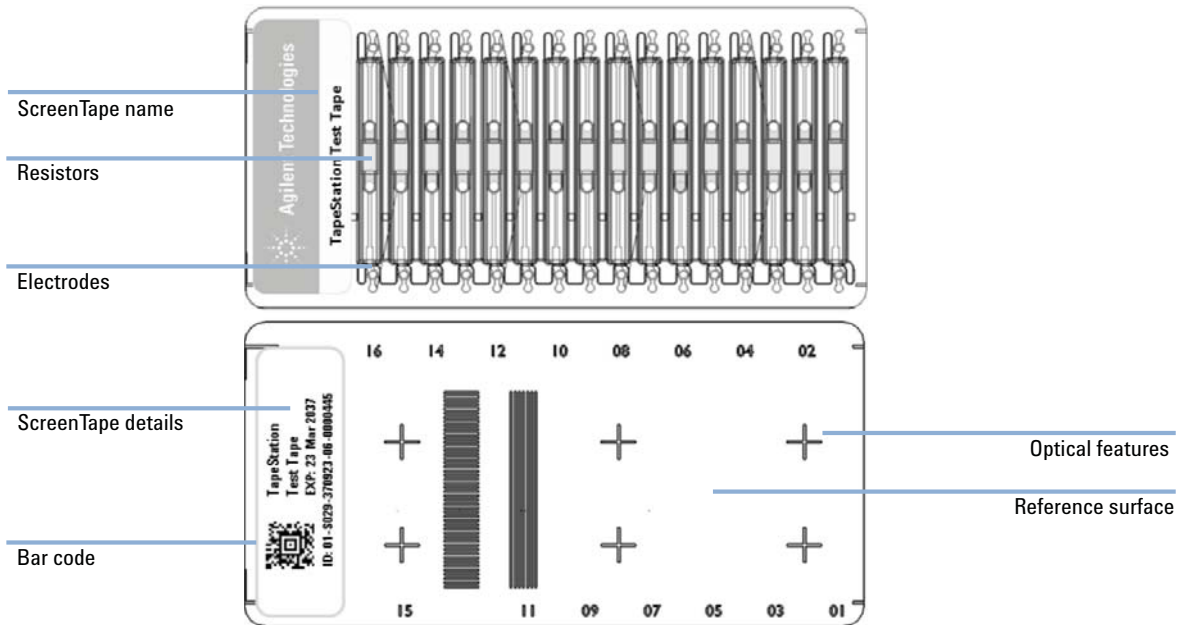 ScreenTape name
Resistors
Electrodes
Agilent Technologies
TapeStation Test Tape
ScreenTape details
Bar code
16 14 12 10 08 06 04 02
TapeStation
Test Tape
EXP: 23 Mar 2037
ID: 01-S029-370923-06-0000445
15 11 09 07 05 03 01
Optical features
Reference surface